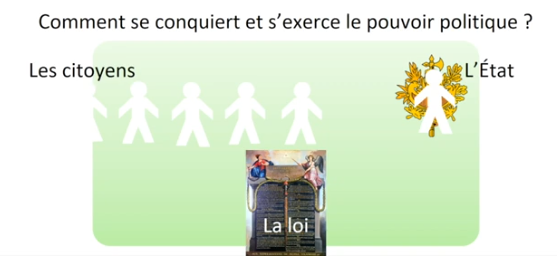 Comment se conquiert et s’exerce le pouvoir politique ?
Les citoyens
L’État
La loi